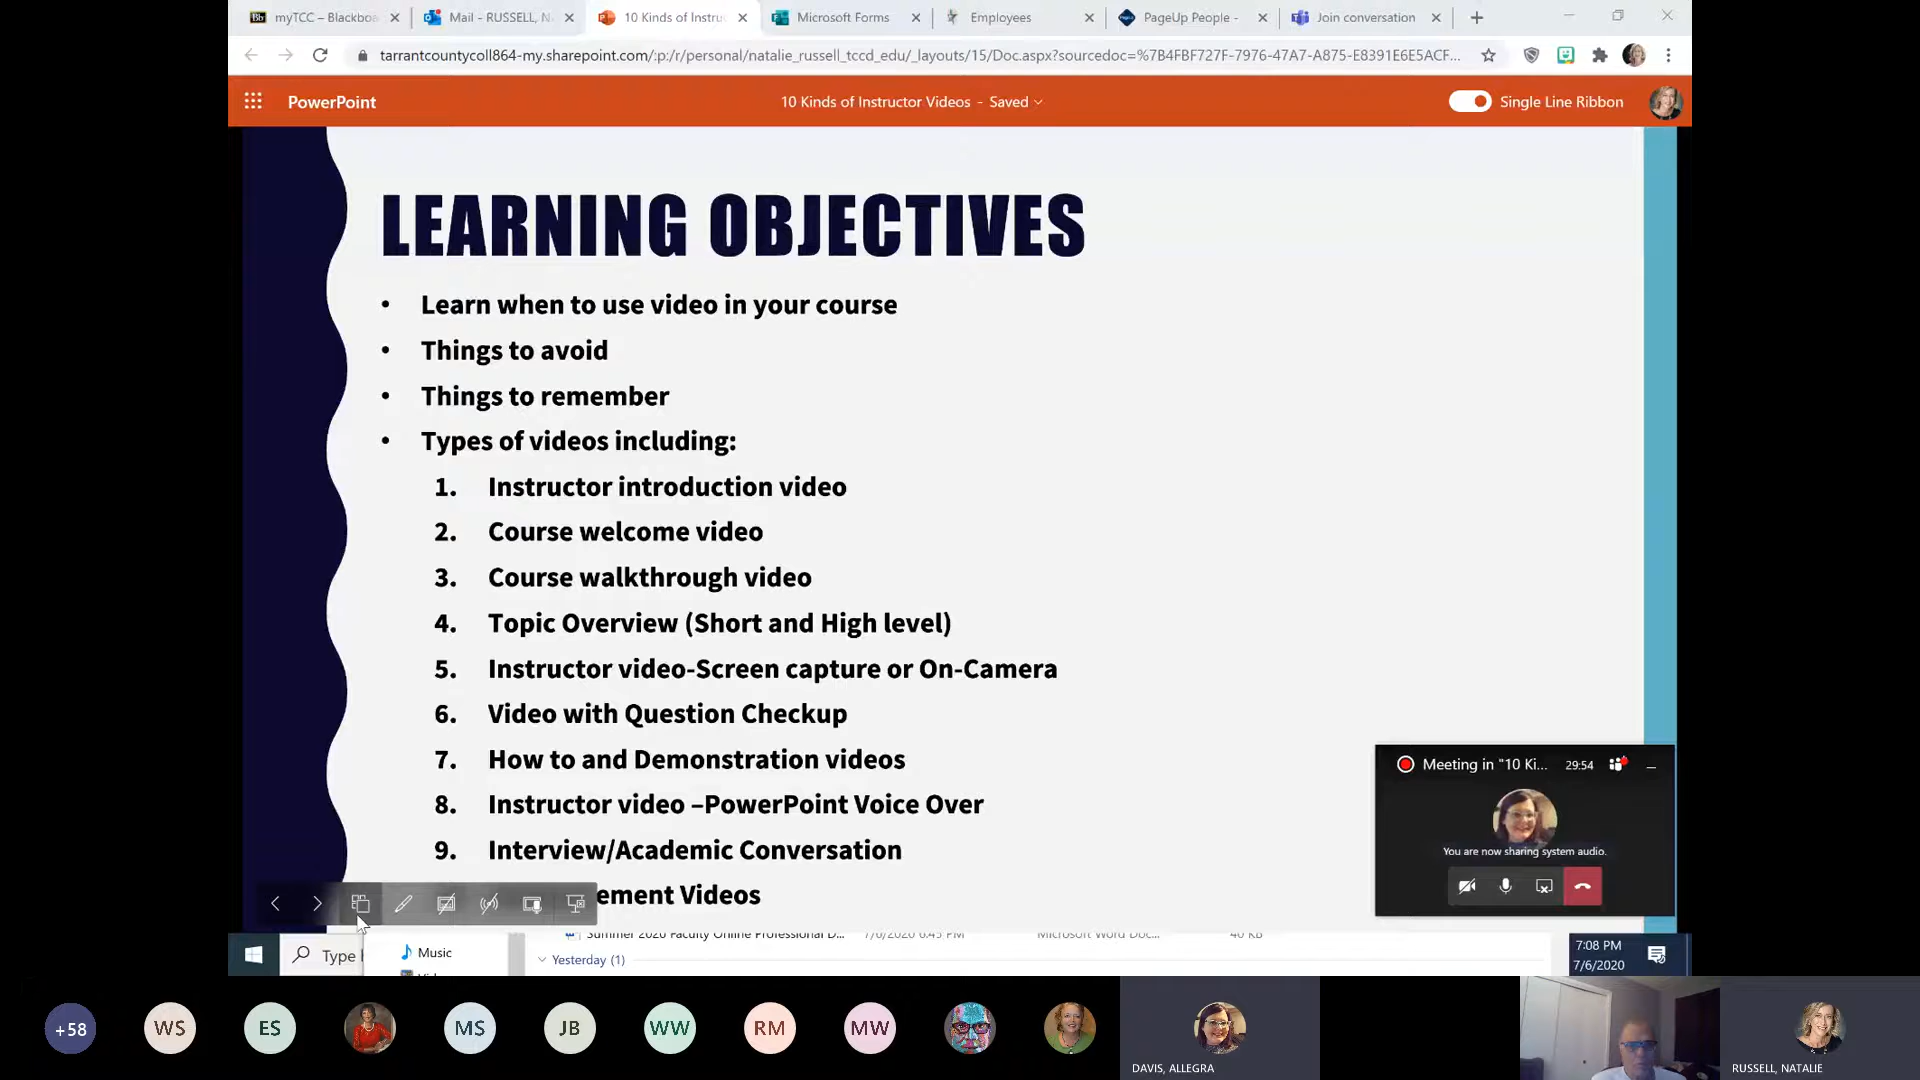 Bb myTCC – Blackboa
Mail - RUSSELL, N
10 Kinds of Instru
Microsoft Forms
Employees
PageUp People -
Join conversation
tarrantcountycoll864-my.sharepoint.com/:p:/r/personal/natalie_russell_tccd_edu/_layouts/15/Doc.aspx?sourcedoc=%7B4FBF727F-7976-47A7-A875-E8391E6E5ACF...
PowerPoint
10 Kinds of Instructor Videos - Saved
Single Line Ribbon
LEARNING OBJECTIVES
• Learn when to use video in your course
• Things to avoid
• Things to remember
• Types of videos including:
1. Instructor introduction video
2. Course welcome video
3. Course walkthrough video
4. Topic Overview (Short and High level)
5. Instructor video-Screen capture or On-Camera
6. Video with Question Checkup
7. How to and Demonstration videos
8. Instructor video –PowerPoint Voice Over
9. Interview/Academic Conversation
ement Videos
Meeting in "10 Ki... 29:54
You are now sharing system audio.
Type
Music
Summer 2020 Faculty Online Professional D... 7/6/2020 6:45 PM Microsoft Word Doc... 40 KB
Yesterday (1)
7:08 PM
7/6/2020
+58
WS
ES
MS
JB
WW
RM
MW
DAVIS, ALLEGRA
RUSSELL, NATALIE